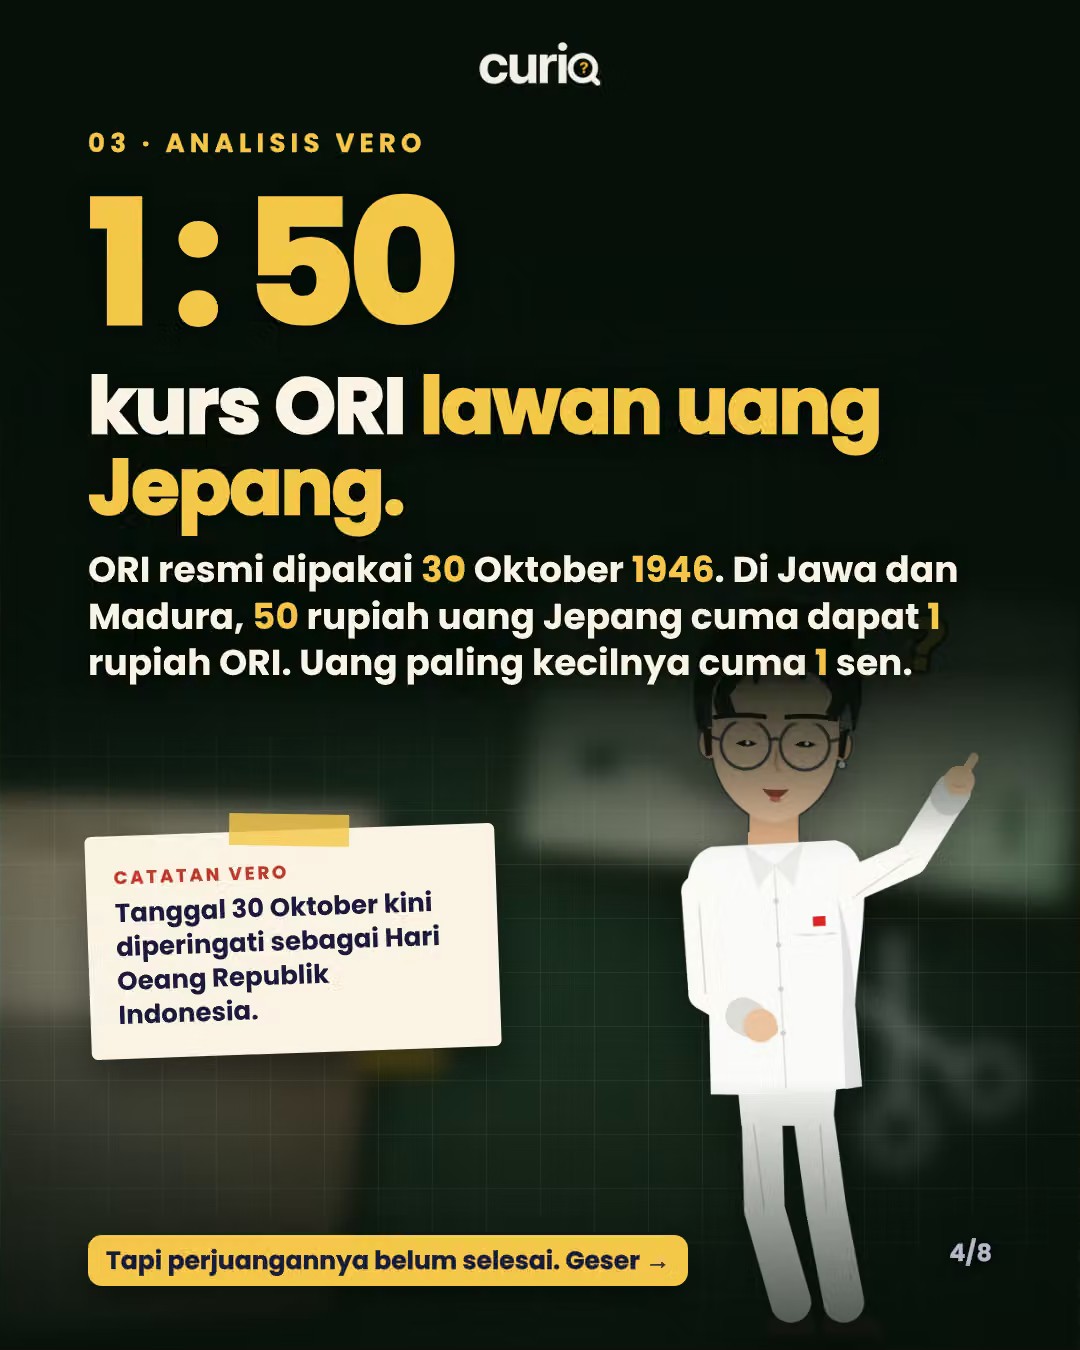 curio?
03 · ANALISIS VERO
1:50
kurs ORI lawan uang
Jepang.
ORI resmi dipakai 30 Oktober 1946. Di Jawa dan
Madura, 50 rupiah uang Jepang cuma dapat 1
rupiah ORI. Uang paling kecilnya cuma 1 sen.
CATATAN VERO
Tanggal 30 Oktober kini
diperingati sebagai Hari
Oeang Republik
Indonesia.
Tapi perjuangannya belum selesai. Geser →
4/8